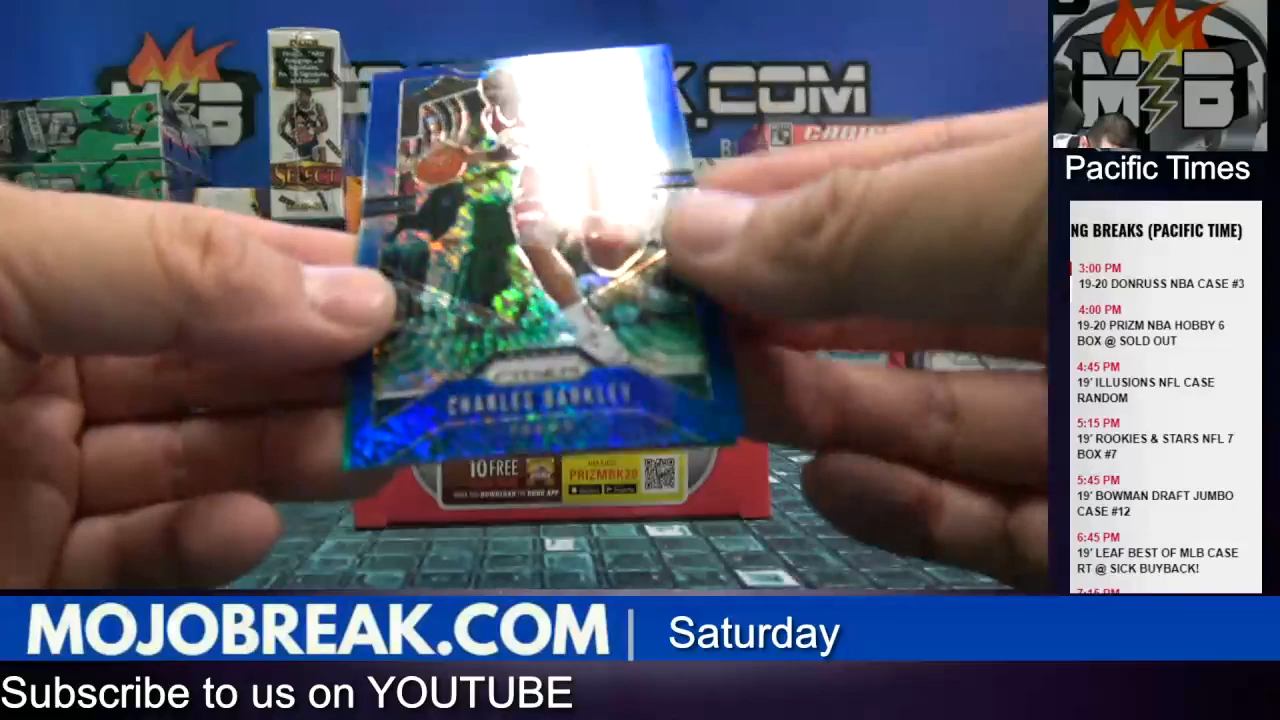 M B
.COM
SELECT
PRIZM
CHARLES BARKLEY
10 FREE
PRIZMBK20
M B
Pacific Times
NG BREAKS (PACIFIC TIME)
3:00 PM
19-20 DONRUSS NBA CASE #3
4:00 PM
19-20 PRIZM NBA HOBBY 6
BOX @ SOLD OUT
4:45 PM
19' ILLUSIONS NFL CASE
RANDOM
5:15 PM
19' ROOKIES & STARS NFL 7
BOX #7
5:45 PM
19' BOWMAN DRAFT JUMBO
CASE #12
6:45 PM
19' LEAF BEST OF MLB CASE
RT @ SICK BUYBACK!
MOJOBREAK.COM
Saturday
Subscribe to us on YOUTUBE